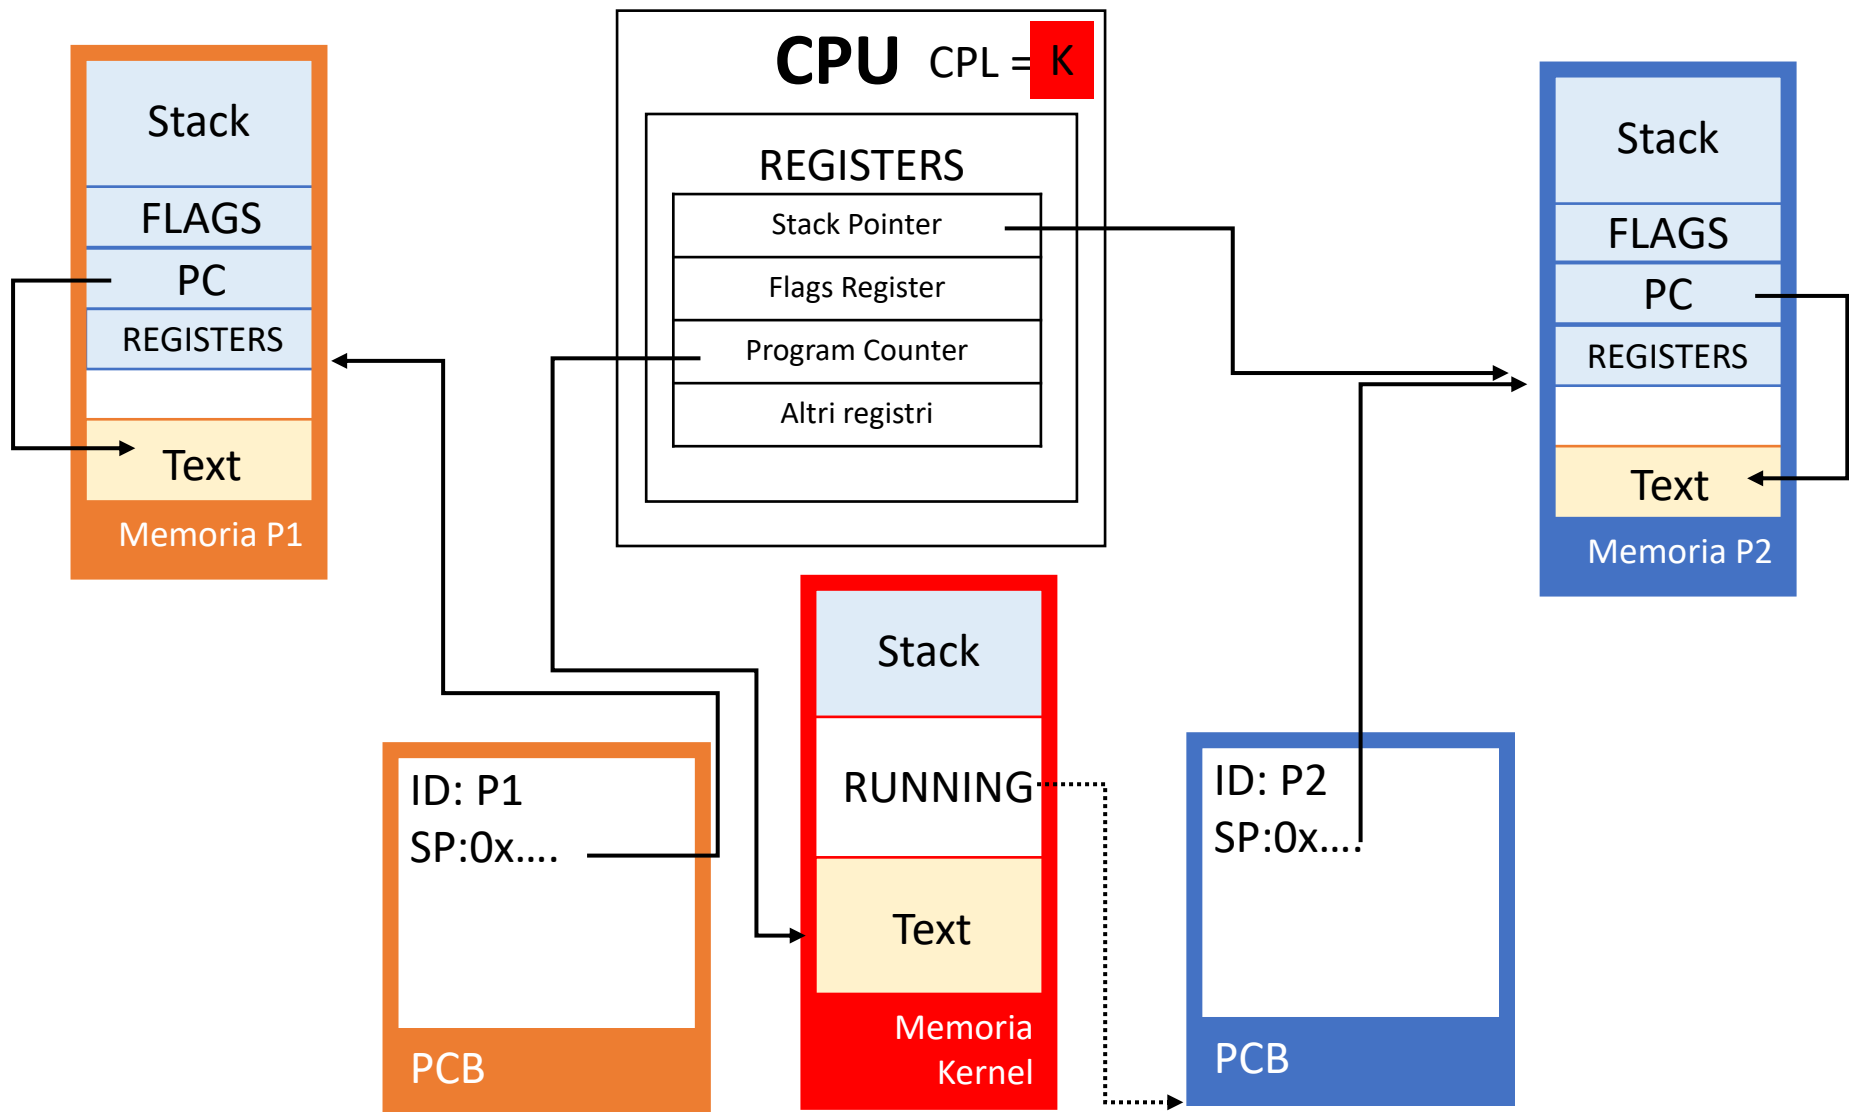 Stack
FLAGS
PC
REGISTERS
Text
Memoria P1
CPU CPL = K
REGISTERS
Stack Pointer
Flags Register
Program Counter
Altri registri
Stack
FLAGS
PC
REGISTERS
Text
Memoria P2
ID: P1
SP:0x....
PCB
Stack
RUNNING
Text
Memoria
Kernel
ID: P2
SP:0x....
PCB